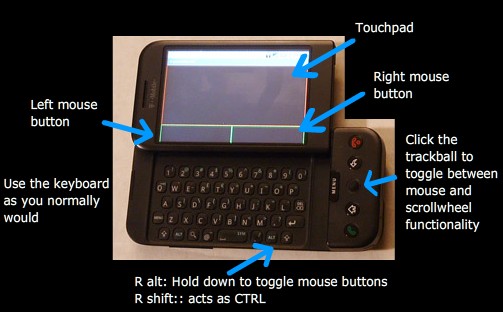 Touchpad
Right mouse
button
Left mouse
button
Click the
trackball to
toggle between
mouse and
scrollwheel
functionality
Use the keyboard
as you normally
would
R alt: Hold down to toggle mouse buttons
R shift:: acts as CTRL